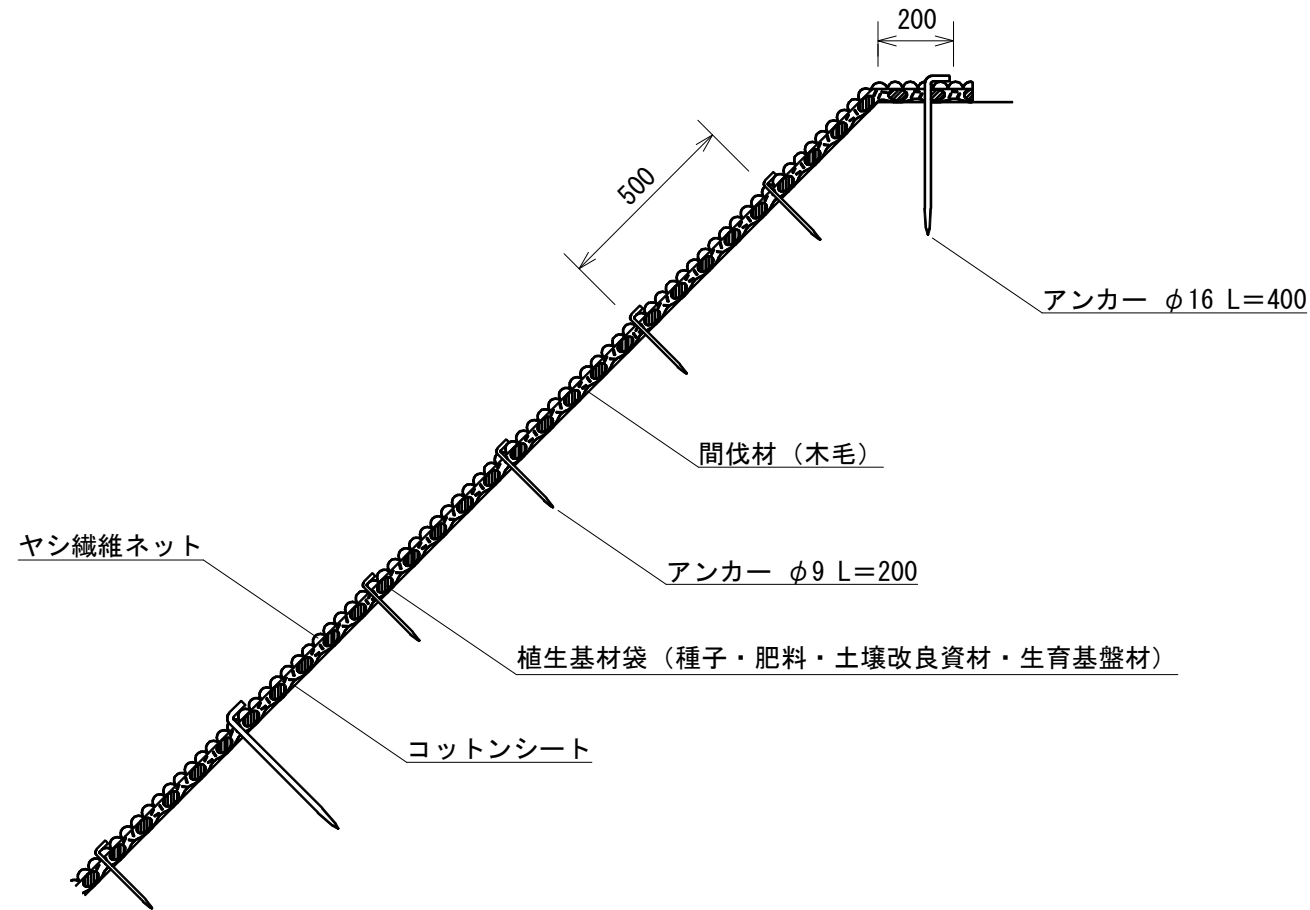 200
500
アンカー φ16 L=400
間伐材（木毛）
ヤシ繊維ネット
アンカー φ9 L=200
植生基材袋（種子・肥料・土壌改良資材・生育基盤材）
コットンシート